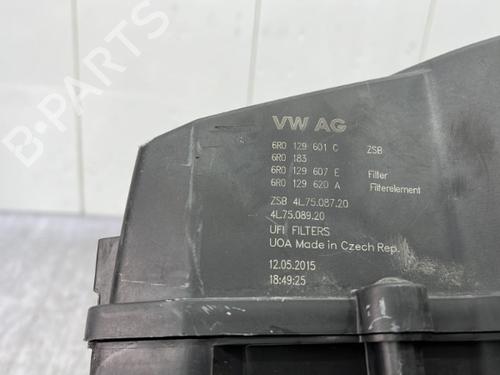 B-PARTS
VW AG
6R0 129 601 C ZSB
6R0 183
6R0 129 607 E Filter
6R0 129 620 A Filterelement
ZSB 4L.75.087.20
4L.75.089.20
UFI FILTERS
UOA Made in Czech Rep.
12.05.2015
18:49:25